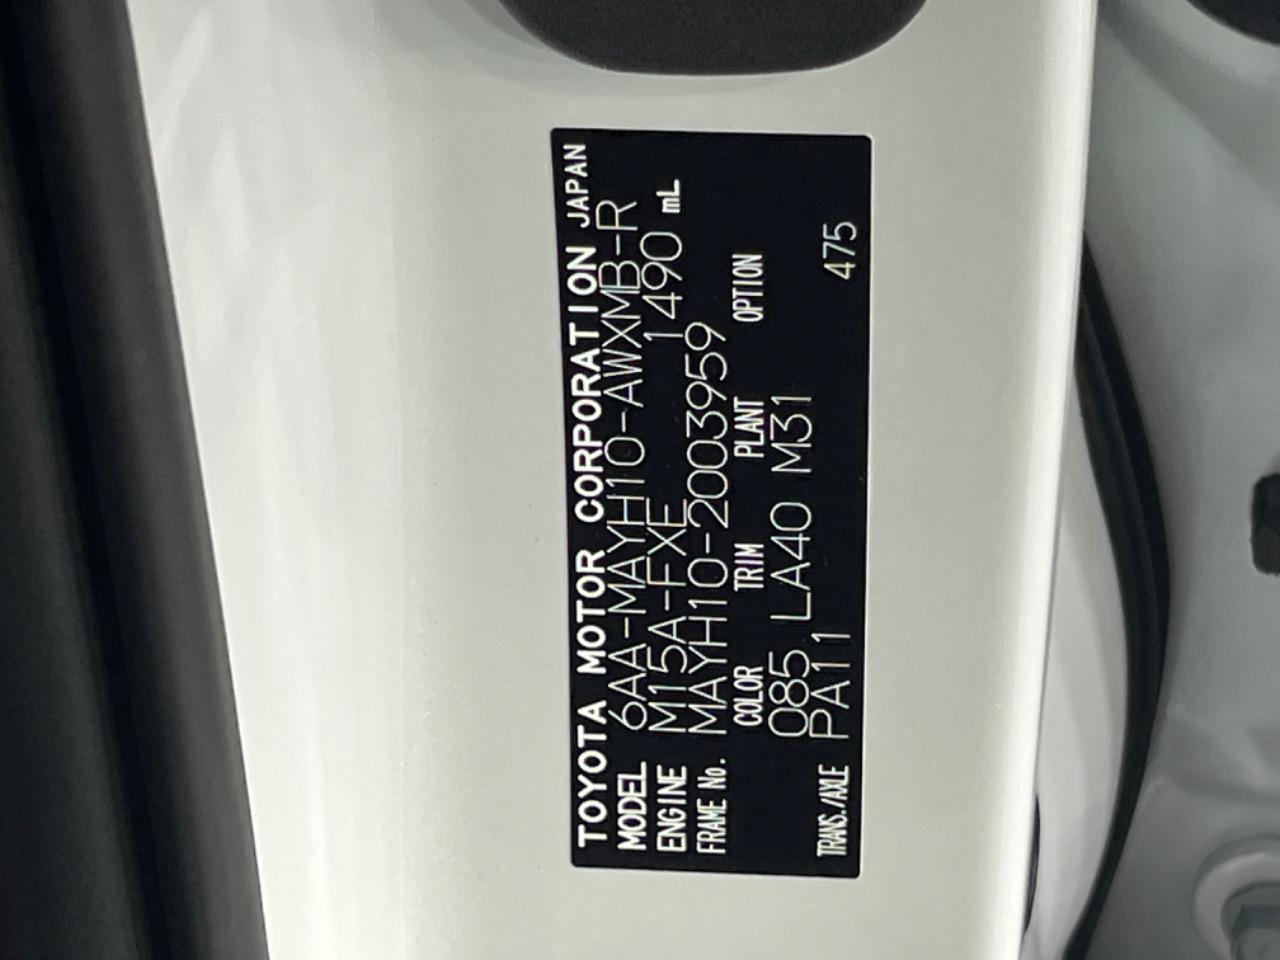 TOYOTA MOTOR CORPORATION JAPAN
MODEL 6AA-MAYH10-AWXMB-R
ENGINE M15A-FXE 1490 mL
FRAME No. MAYH10-2003959
COLOR TRIM PLANT OPTION
085 LA40 M31
TRANS./AXLE PA11 475